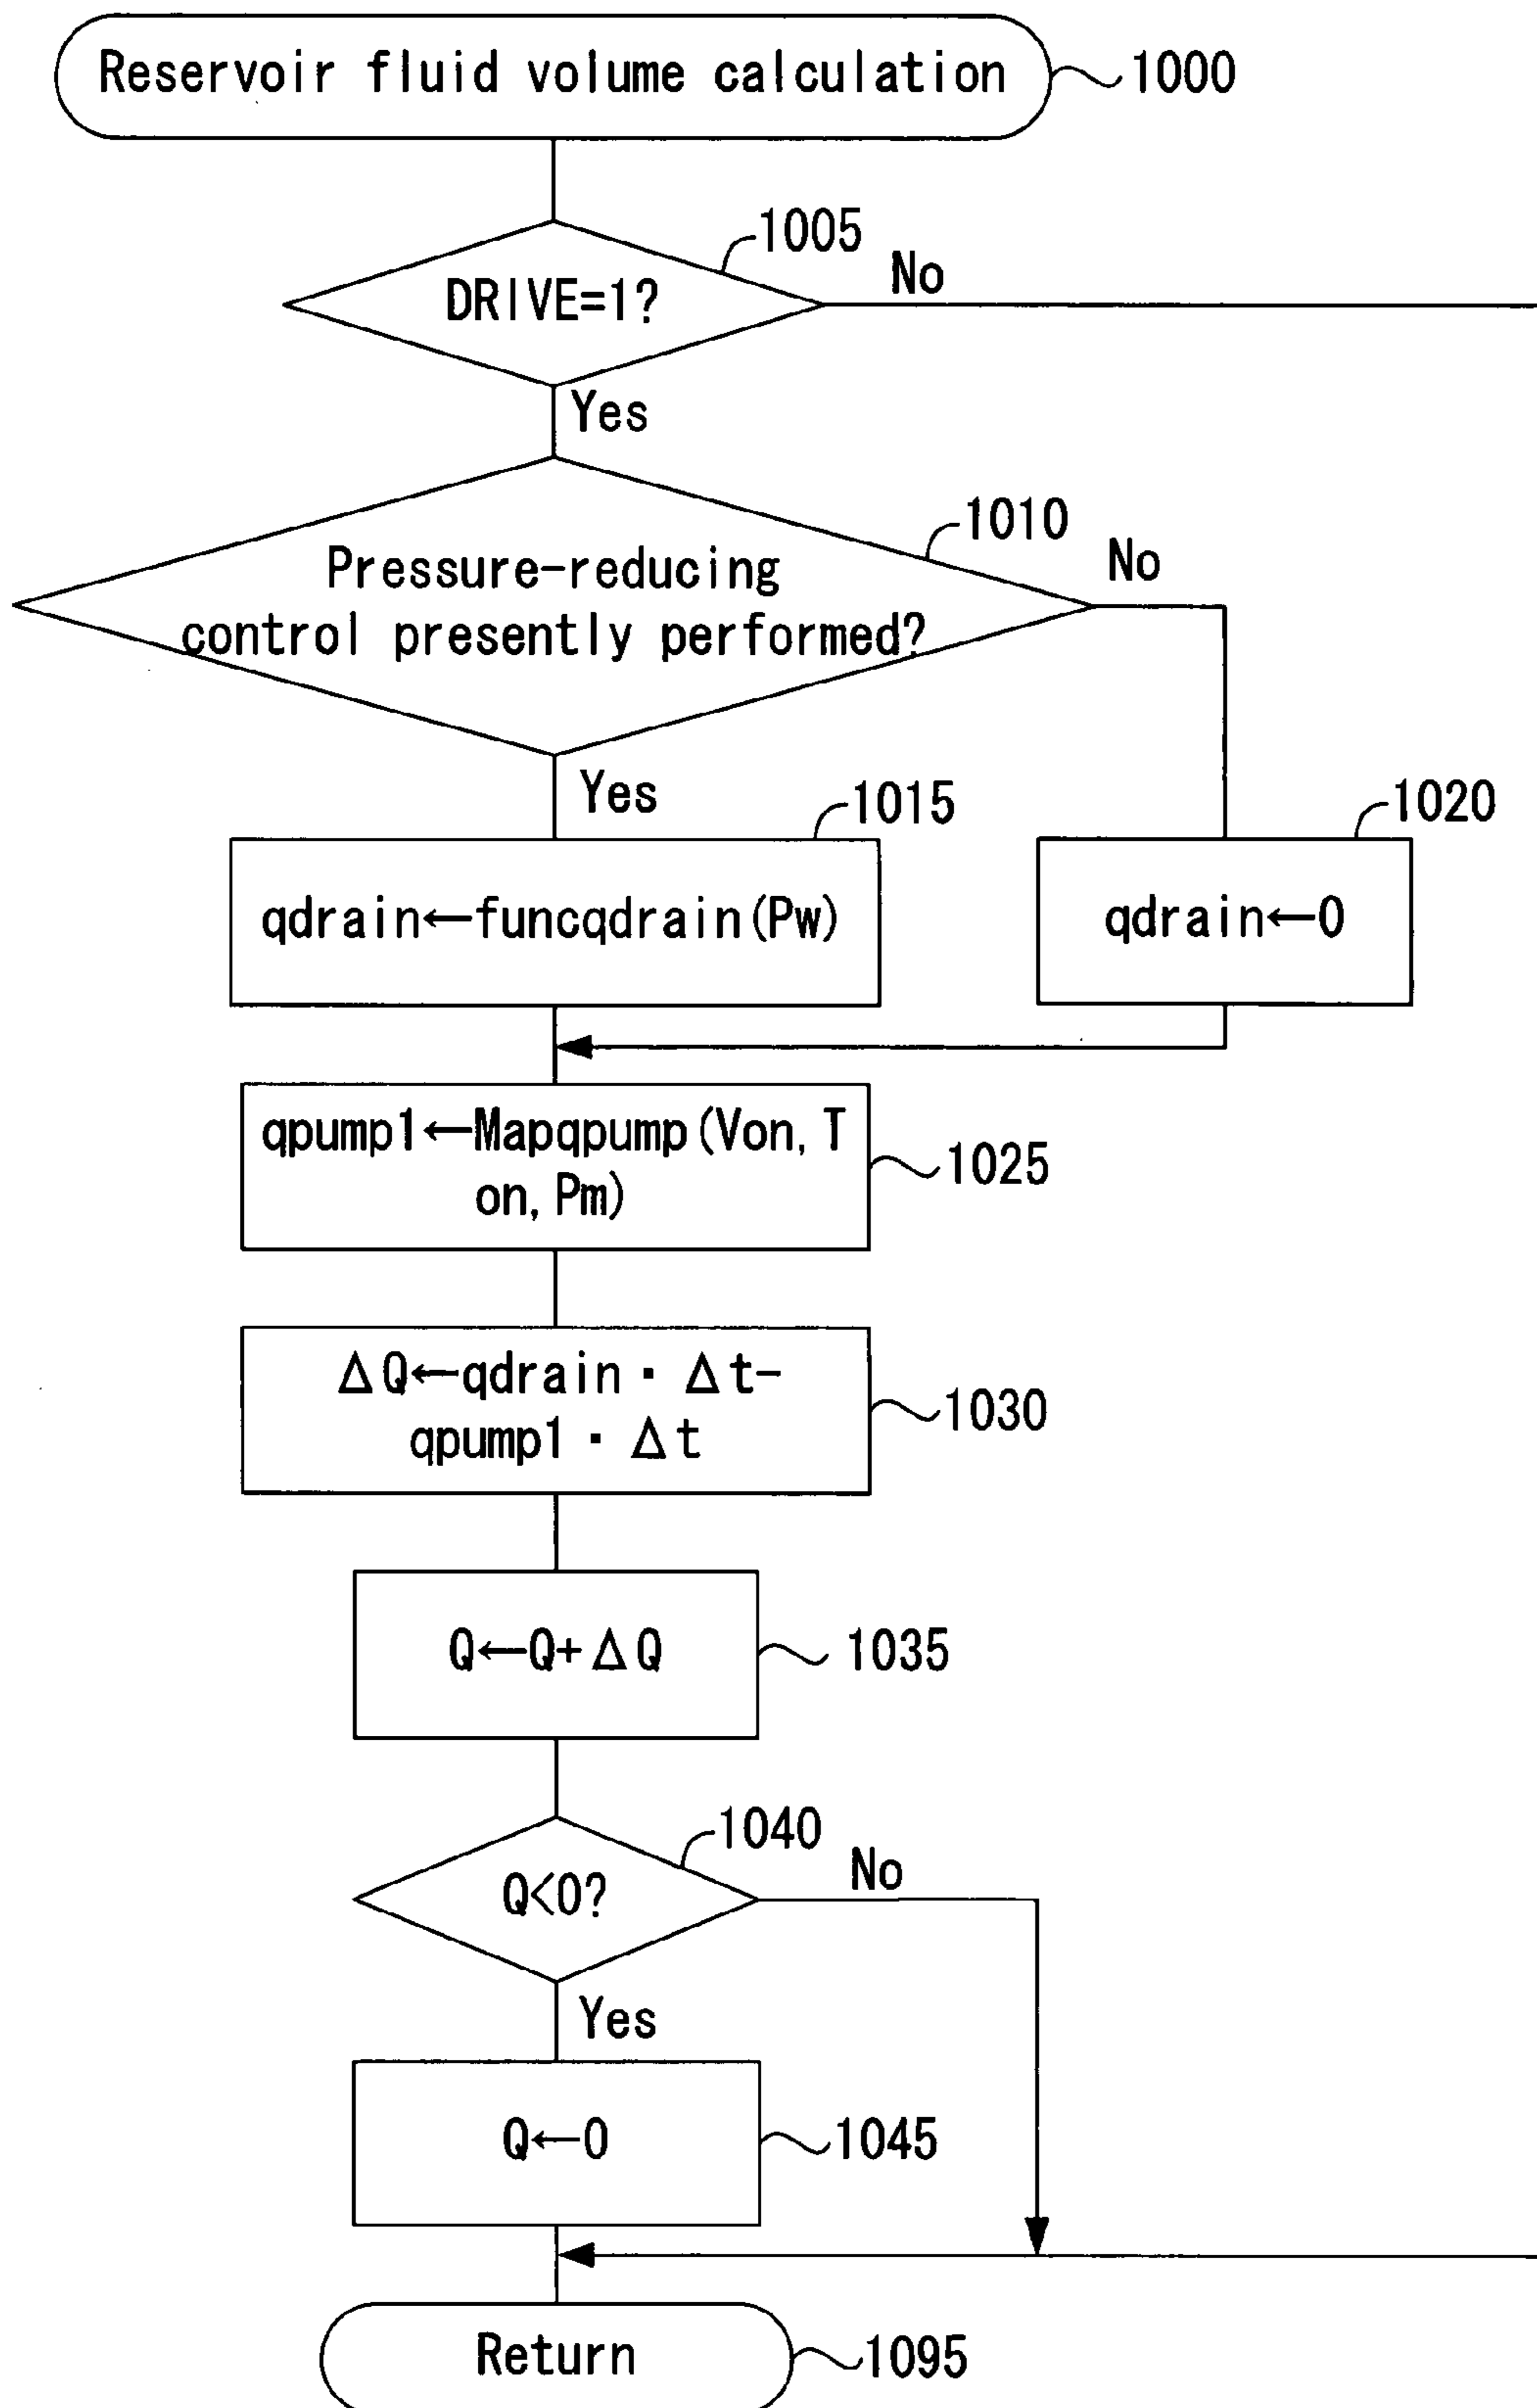 Reservoir fluid volume calculation
1000
1005
DRIVE=1?
No
Yes
1010
Pressure-reducing
control presently performed?
No
Yes
1015
1020
qdrain←funcqdrain(Pw)
qdrain←0
qpump1←Mapqpump(Von, T
on, Pm)
1025
ΔQ←qdrain・Δt-
qpump1・Δt
1030
Q←Q+ΔQ
1035
1040
Q<0?
No
Yes
Q←0
1045
Return
1095